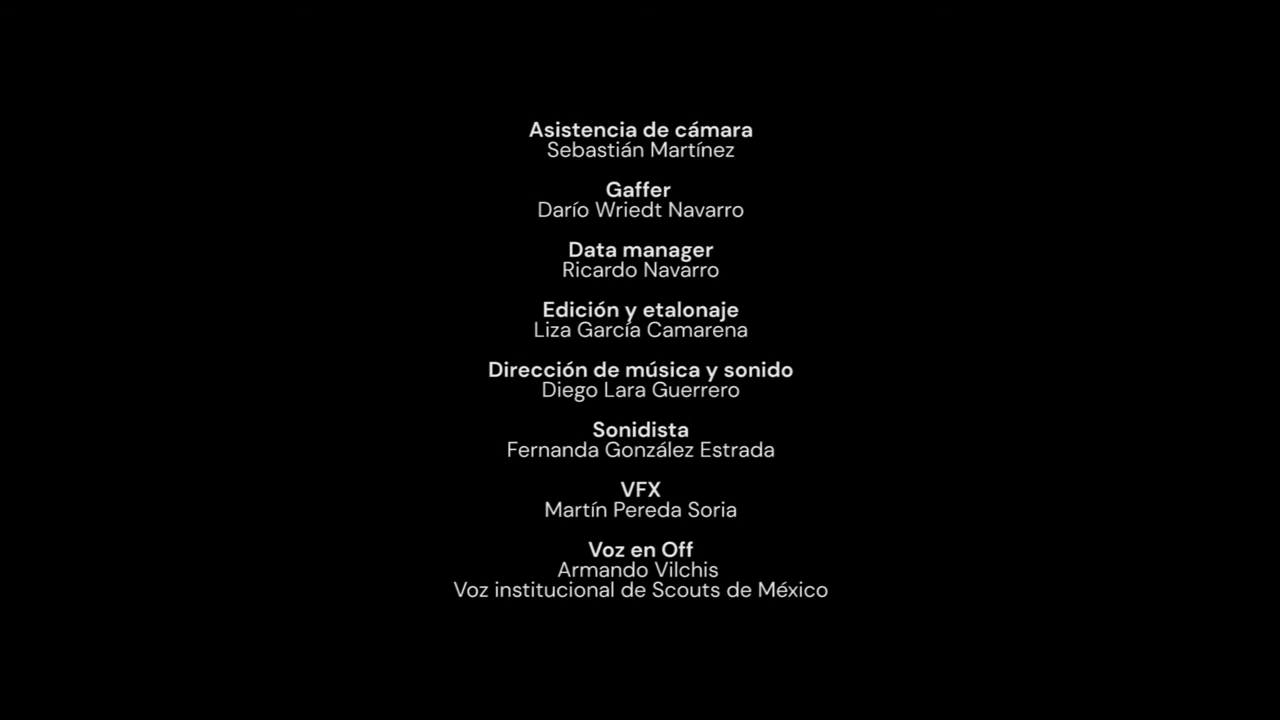 Asistencia de cámara
Sebastián Martínez
Gaffer
Darío Wriedt Navarro
Data manager
Ricardo Navarro
Edición y etalonaje
Liza García Camarena
Dirección de música y sonido
Diego Lara Guerrero
Sonidista
Fernanda González Estrada
VFX
Martín Pereda Soria
Voz en Off
Armando Vilchis
Voz institucional de Scouts de México